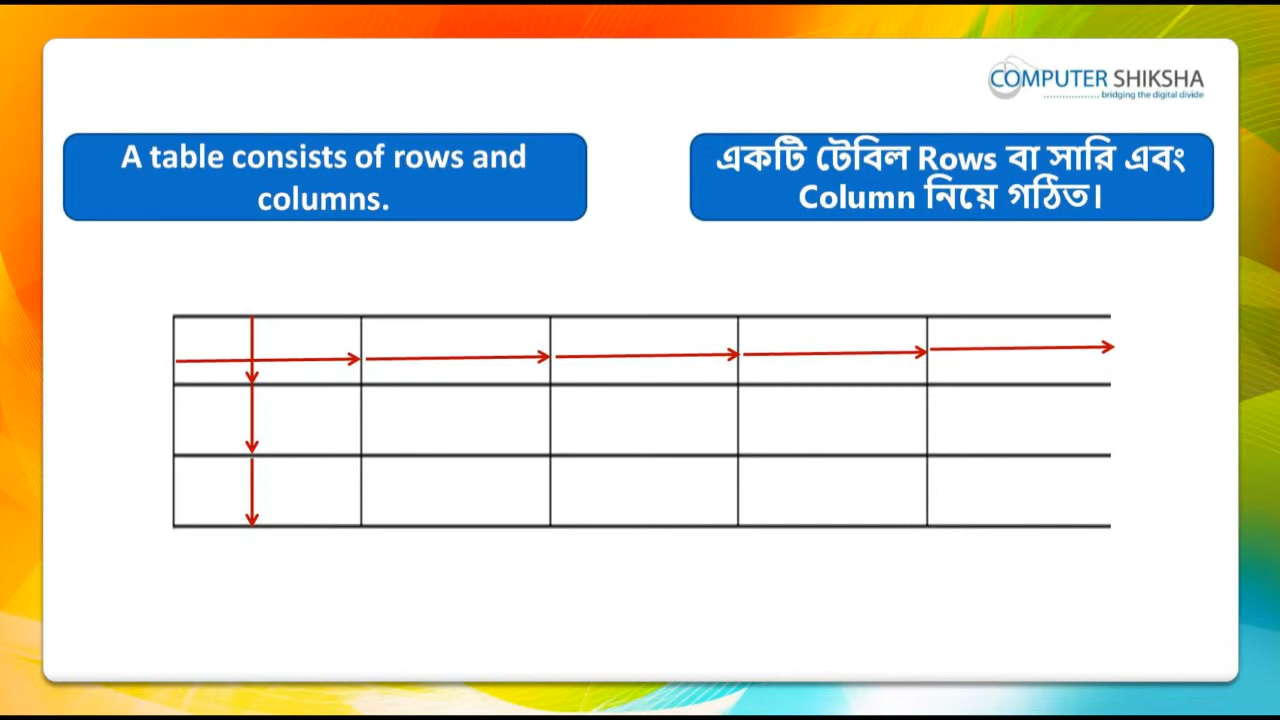 COMPUTER SHIKSHA
bridging the digital divide
A table consists of rows and
columns.
একটি টেবিল Rows বা সারি এবং
Column নিয়ে গঠিত।